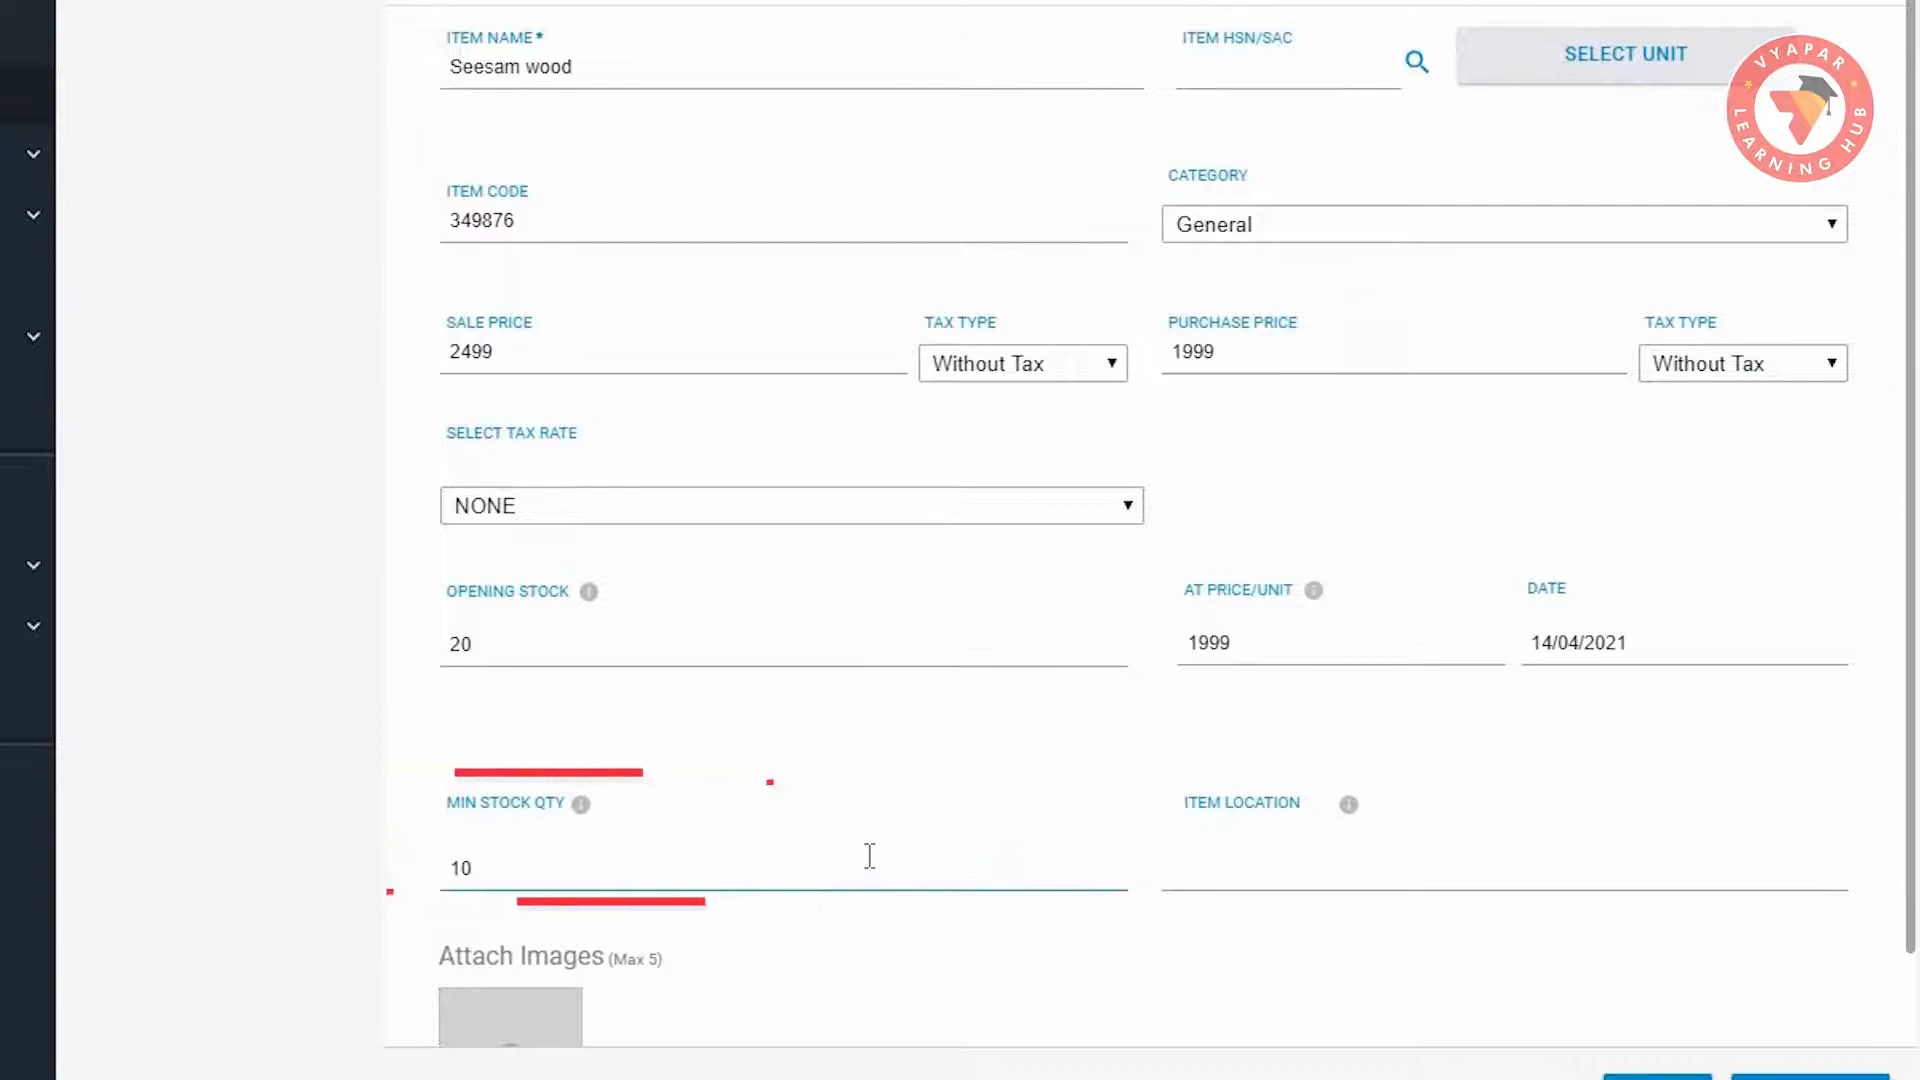 ITEM NAME *
Seesam wood
ITEM HSN/SAC
SELECT UNIT
VYAPAR
LEARNING HUB
ITEM CODE
349876
CATEGORY
General
SALE PRICE
2499
TAX TYPE
Without Tax
PURCHASE PRICE
1999
TAX TYPE
Without Tax
SELECT TAX RATE
NONE
OPENING STOCK
20
AT PRICE/UNIT
1999
DATE
14/04/2021
MIN STOCK QTY
10
ITEM LOCATION
Attach Images (Max 5)